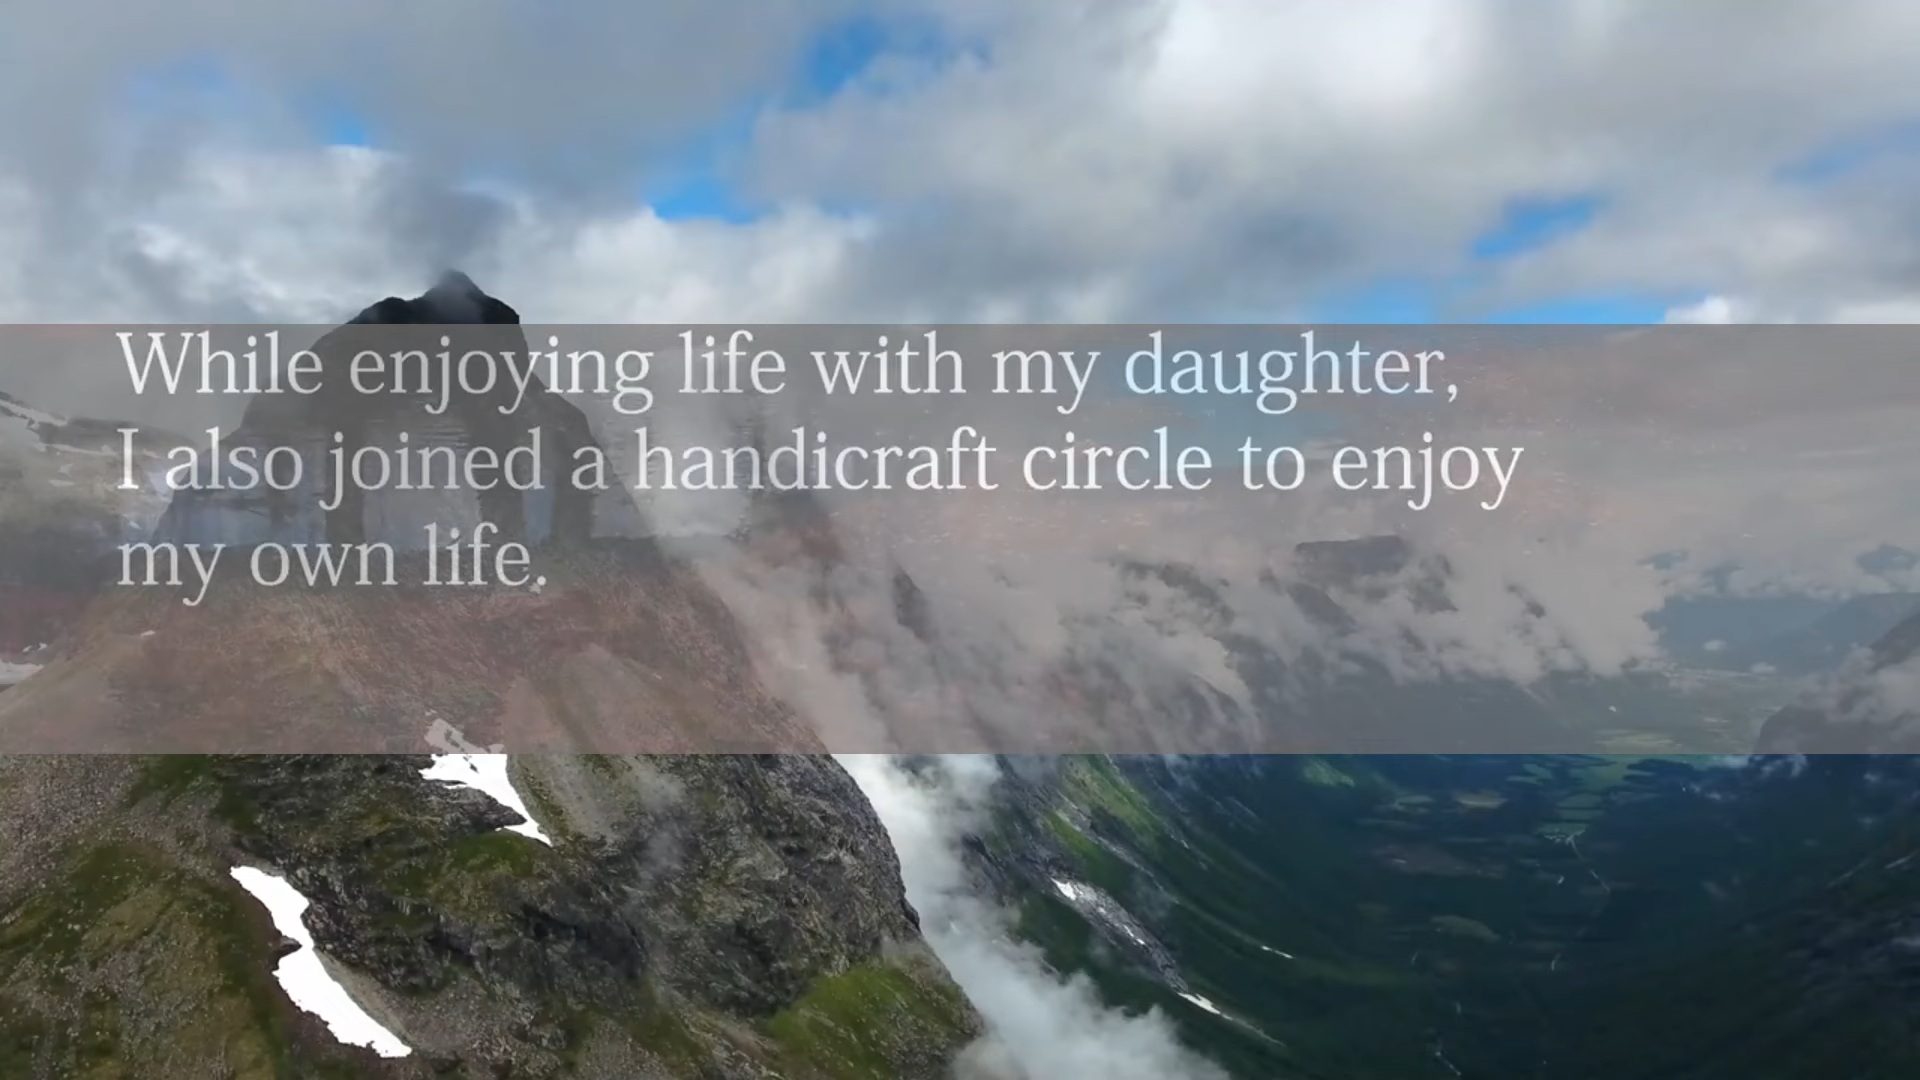 While enjoying life with my daughter,
I also joined a handicraft circle to enjoy
my own life.